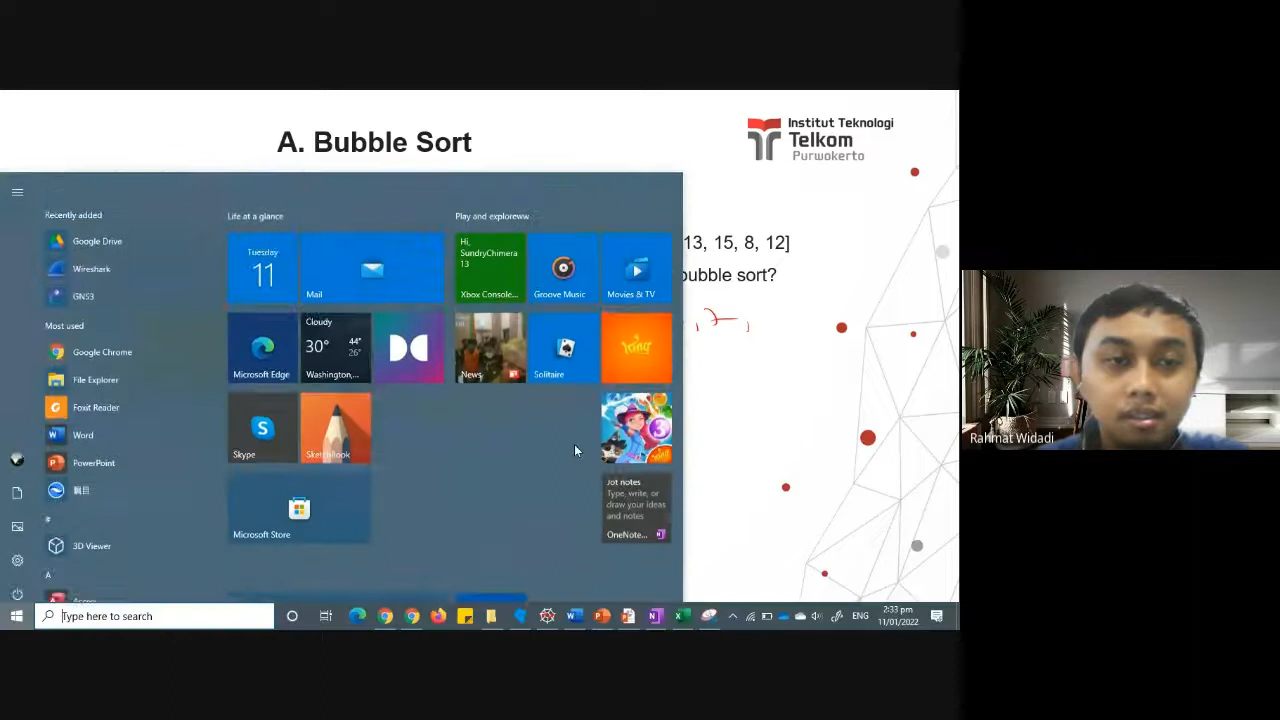 A. Bubble Sort
Institut Teknologi
Telkom
Purwokerto
13, 15, 8, 12]
bubble sort?
Recently added
Google Drive
Wireshark
GNS3
Most used
Google Chrome
File Explorer
Foxit Reader
Word
PowerPoint
#
3D Viewer
A
Access
Life at a glance
Tuesday
11
Mail
Microsoft Edge
Cloudy
30° 44°
26°
Washington,...
Skype
SketchBook
Microsoft Store
Play and exploreww
Hi,
SundryChimera
13
Xbox Console...
Groove Music
Movies & TV
News
Solitaire
King
3
Jot notes
Type, write, or
draw your ideas
and notes
OneNote...
Type here to search
ENG
2:33 pm
11/01/2022
Rahmat Widadi